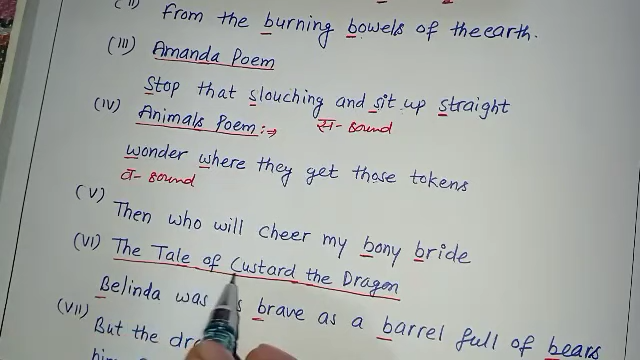 (II) From the burning bowels of the earth.
(III) Amanda Poem
Stop that slouching and sit up straight
(IV) Animals Poem :→ स - sound
wonder where they get those tokens
व - sound
(V) Then who will cheer my bony bride
(VI) The Tale of Custard the Dragon
Belinda was as brave as a barrel full of bears
(VII) But the
him